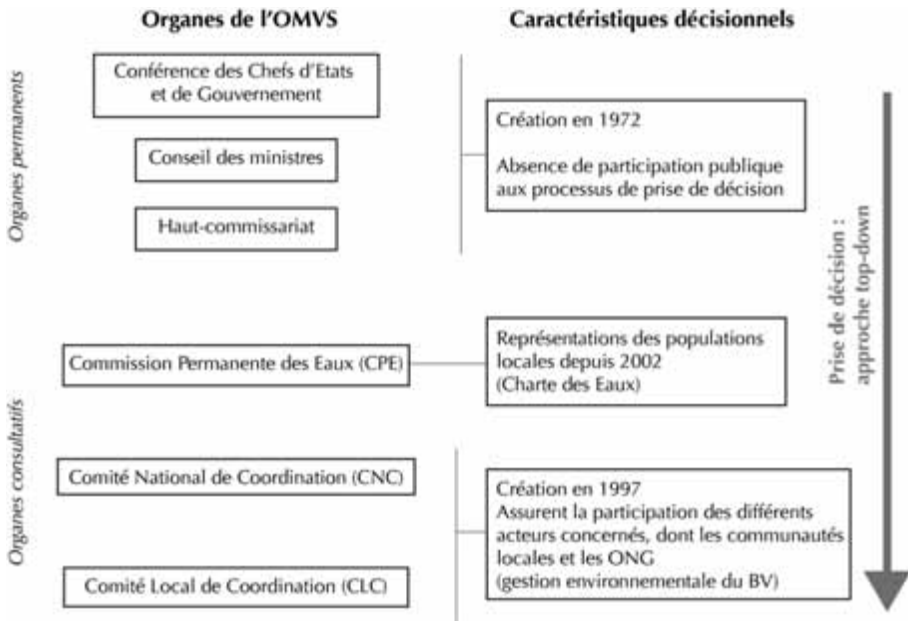 Organes de l'OMVS
Caractéristiques décisionnels
Organes permanents
Conférence des Chefs d'Etats
et de Gouvernement
Conseil des ministres
Haut-commissariat
Création en 1972
Absence de participation publique
aux processus de prise de décision
Organes consultatifs
Commission Permanente des Eaux (CPE)
Représentations des populations
locales depuis 2002
(Charte des Eaux)
Comité National de Coordination (CNC)
Comité Local de Coordination (CLC)
Création en 1997
Assurent la participation des différents
acteurs concernés, dont les communautés
locales et les ONG
(gestion environnementale du BV)
Prise de décision :
approche top-down